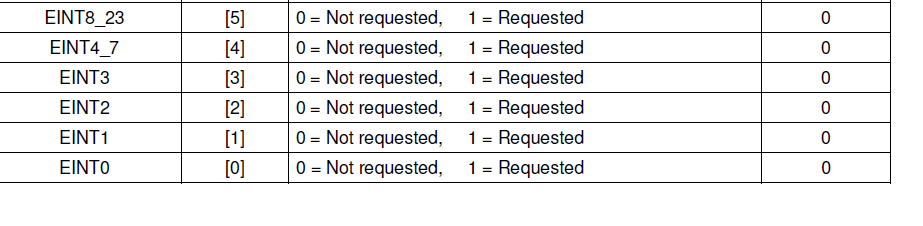 EINT8_23 [5] 0 = Not requested, 1 = Requested 0
EINT4_7 [4] 0 = Not requested, 1 = Requested 0
EINT3 [3] 0 = Not requested, 1 = Requested 0
EINT2 [2] 0 = Not requested, 1 = Requested 0
EINT1 [1] 0 = Not requested, 1 = Requested 0
EINT0 [0] 0 = Not requested, 1 = Requested 0